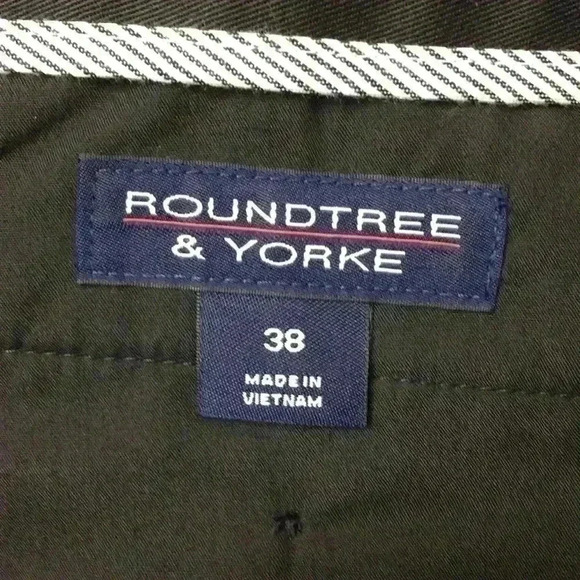 ROUNDTREE
& YORKE
38
MADE IN
VIETNAM